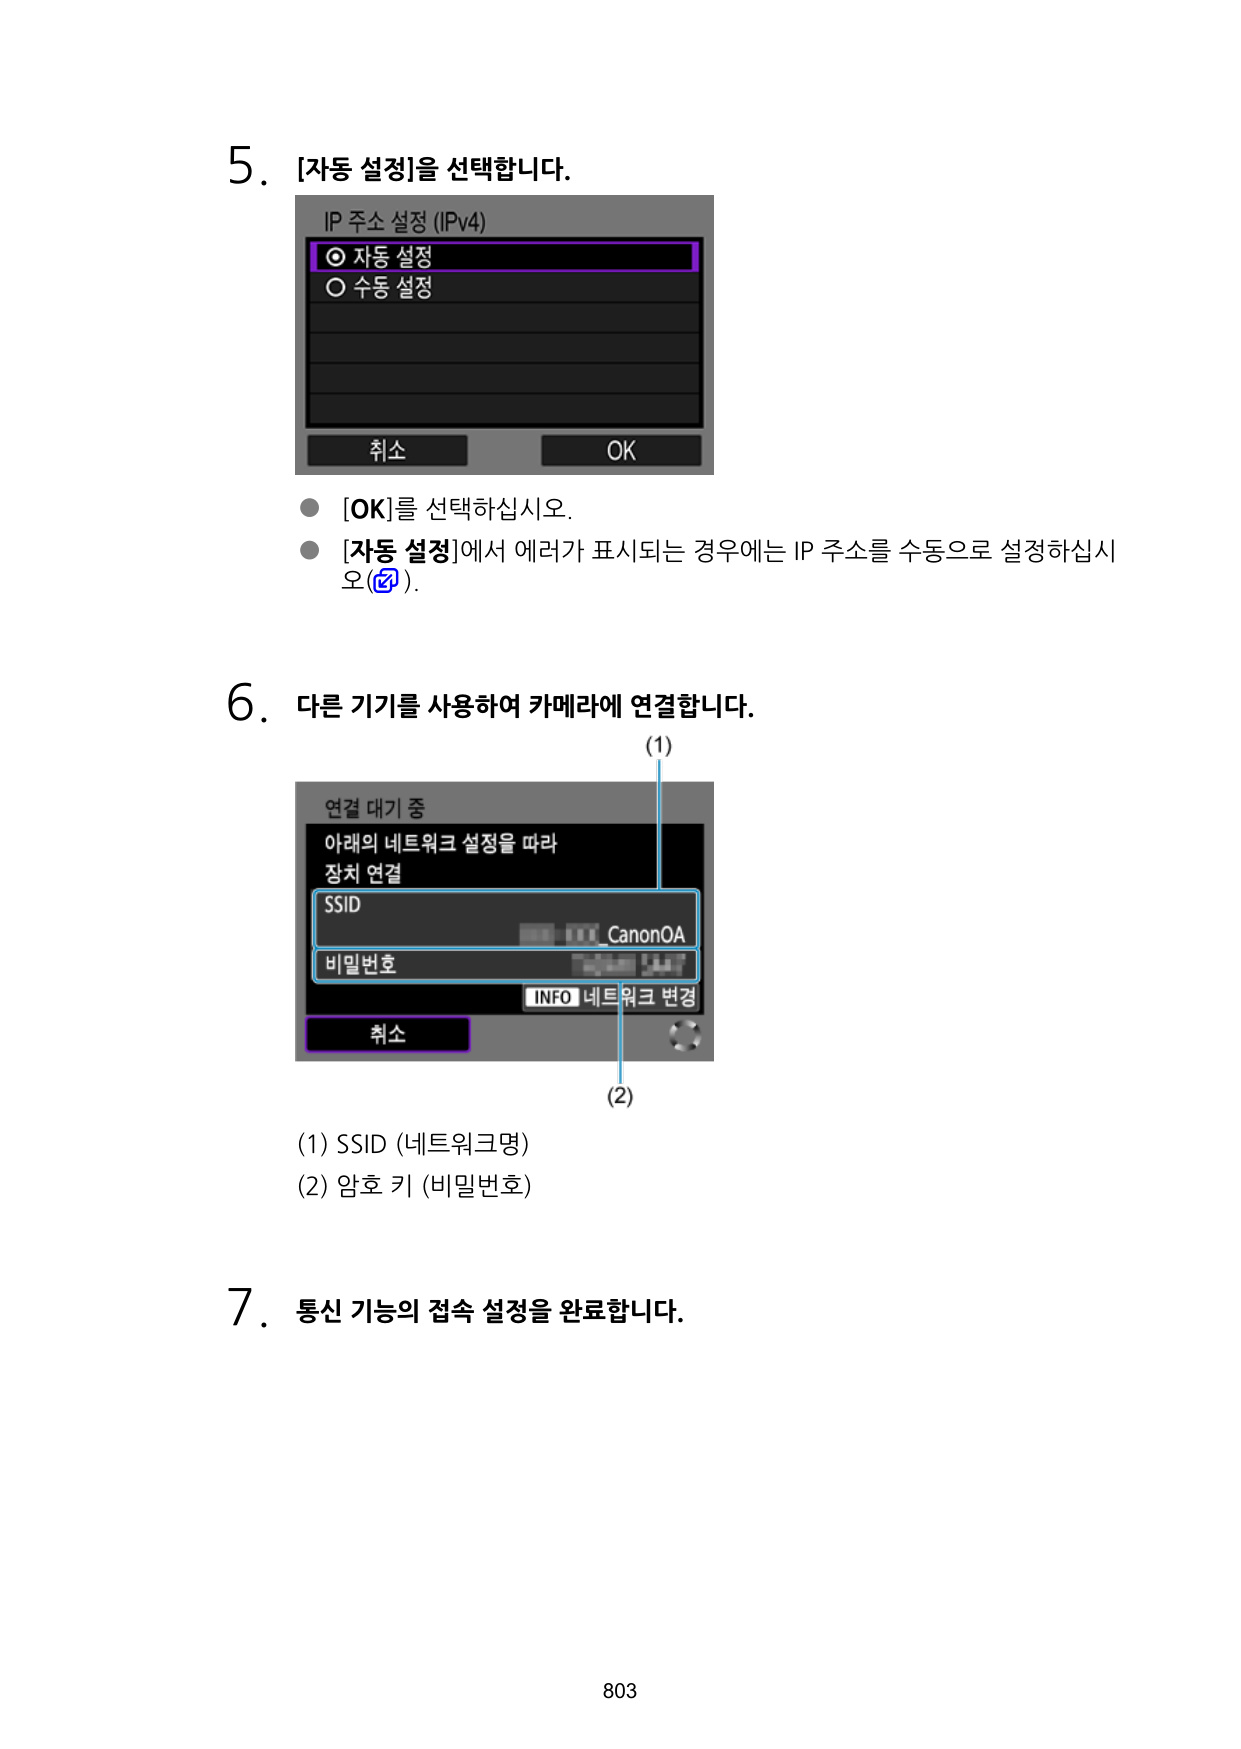 5. [자동 설정]을 선택합니다.
IP 주소 설정 (IPv4)
자동 설정
수동 설정
취소 OK
● [OK]를 선택하십시오.
● [자동 설정]에서 에러가 표시되는 경우에는 IP 주소를 수동으로 설정하십시
오( ).
6. 다른 기기를 사용하여 카메라에 연결합니다.
(1)
연결 대기 중
아래의 네트워크 설정을 따라
장치 연결
SSID
_CanonOA
비밀번호
INFO 네트워크 변경
취소
(2)
(1) SSID (네트워크명)
(2) 암호 키 (비밀번호)
7. 통신 기능의 접속 설정을 완료합니다.
803